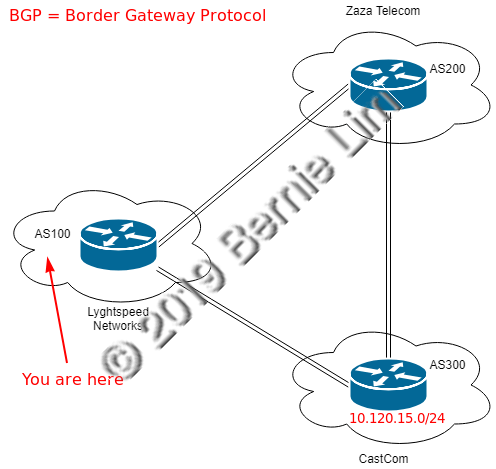 BGP = Border Gateway Protocol
Zaza Telecom
AS200
AS100
Lyghtspeed
Networks
You are here
AS300
10.120.15.0/24
CastCom
© 2019 Bernie Lim